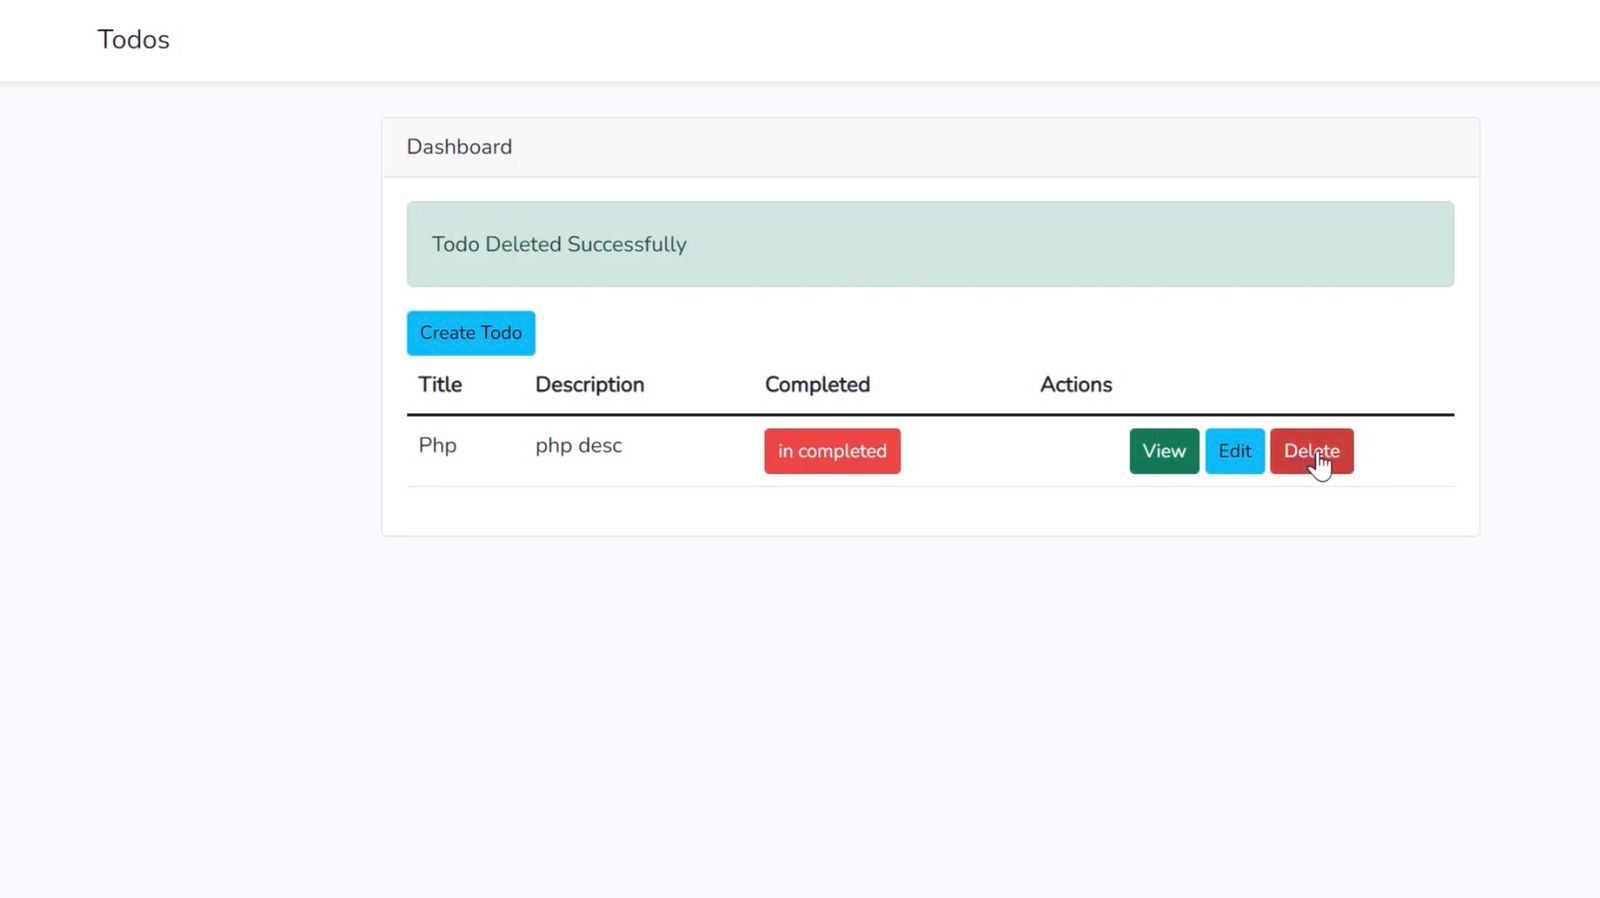 Todos
Dashboard
Todo Deleted Successfully
Create Todo
Title Description Completed Actions
Php php desc in completed View Edit Delete